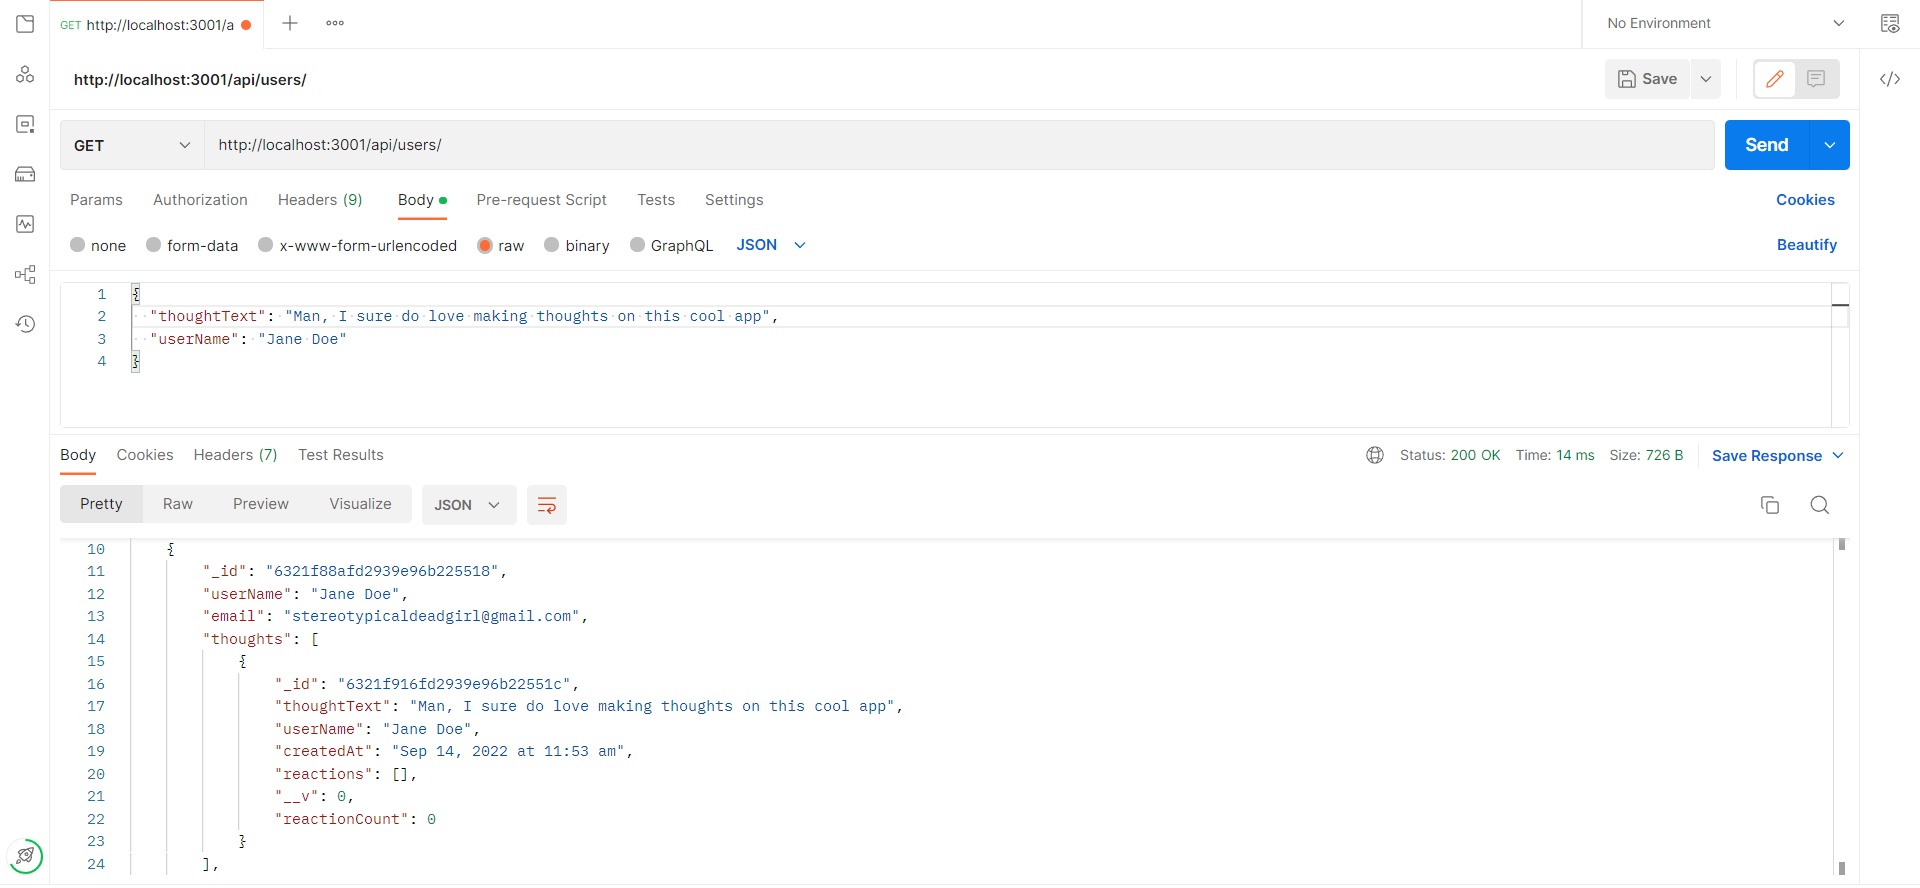 GET http://localhost:3001/a
No Environment
http://localhost:3001/api/users/
Save
GET http://localhost:3001/api/users/
Send
Params Authorization Headers (9) Body Pre-request Script Tests Settings Cookies
none form-data x-www-form-urlencoded raw binary GraphQL JSON Beautify
1 {
2 "thoughtText": "Man, I sure do love making thoughts on this cool app",
3 "userName": "Jane Doe"
4 }
Body Cookies Headers (7) Test Results Status: 200 OK Time: 14 ms Size: 726 B Save Response
Pretty Raw Preview Visualize JSON
10 {
11 "_id": "6321f88afd2939e96b225518",
12 "userName": "Jane Doe",
13 "email": "stereotypicaldeadgirl@gmail.com",
14 "thoughts": [
15 {
16 "_id": "6321f916fd2939e96b22551c",
17 "thoughtText": "Man, I sure do love making thoughts on this cool app",
18 "userName": "Jane Doe",
19 "createdAt": "Sep 14, 2022 at 11:53 am",
20 "reactions": [],
21 "__v": 0,
22 "reactionCount": 0
23 }
24 ],